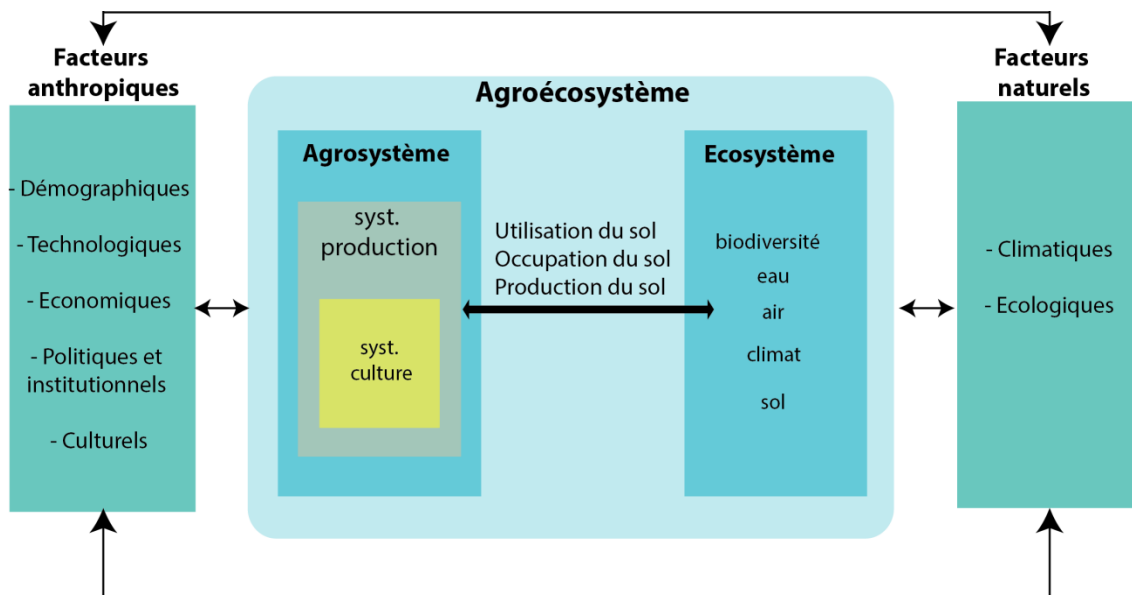 Facteurs
anthropiques
- Démographiques
- Technologiques
- Economiques
- Politiques et
institutionnels
- Culturels
Agroécosystème
Agrosystème
syst.
production
syst.
culture
Utilisation du sol
Occupation du sol
Production du sol
Ecosystème
biodiversité
eau
air
climat
sol
Facteurs
naturels
- Climatiques
- Ecologiques